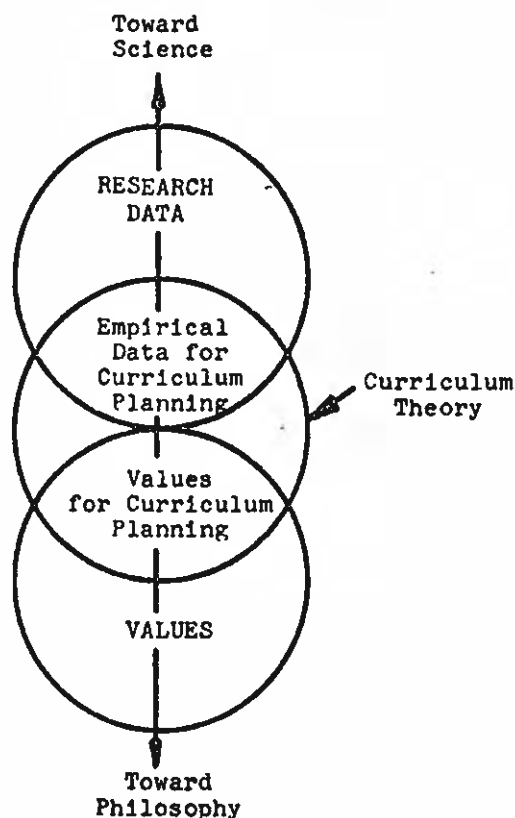 Toward
Science
RESEARCH
DATA
Empirical
Data for
Curriculum
Planning
Curriculum
Theory
Values
for Curriculum
Planning
VALUES
Toward
Philosophy